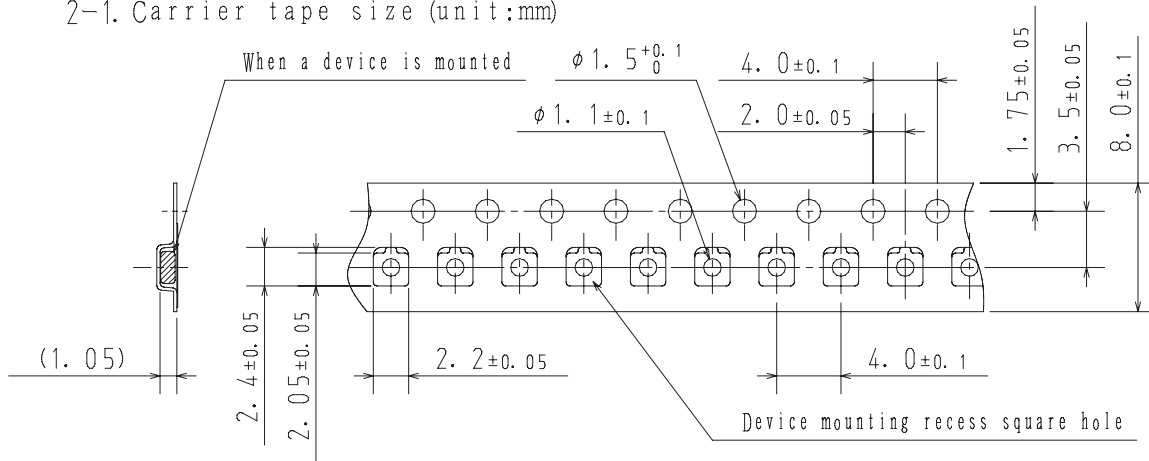 2-1. Carrier tape size (unit:mm)
When a device is mounted
φ1.5+0.1 0
4.0±0.1
φ1.1±0.1
2.0±0.05
1.75±0.05
3.5±0.05
8.0±0.1
(1.05)
2.4±0.05
2.05±0.05
2.2±0.05
4.0±0.1
Device mounting recess square hole